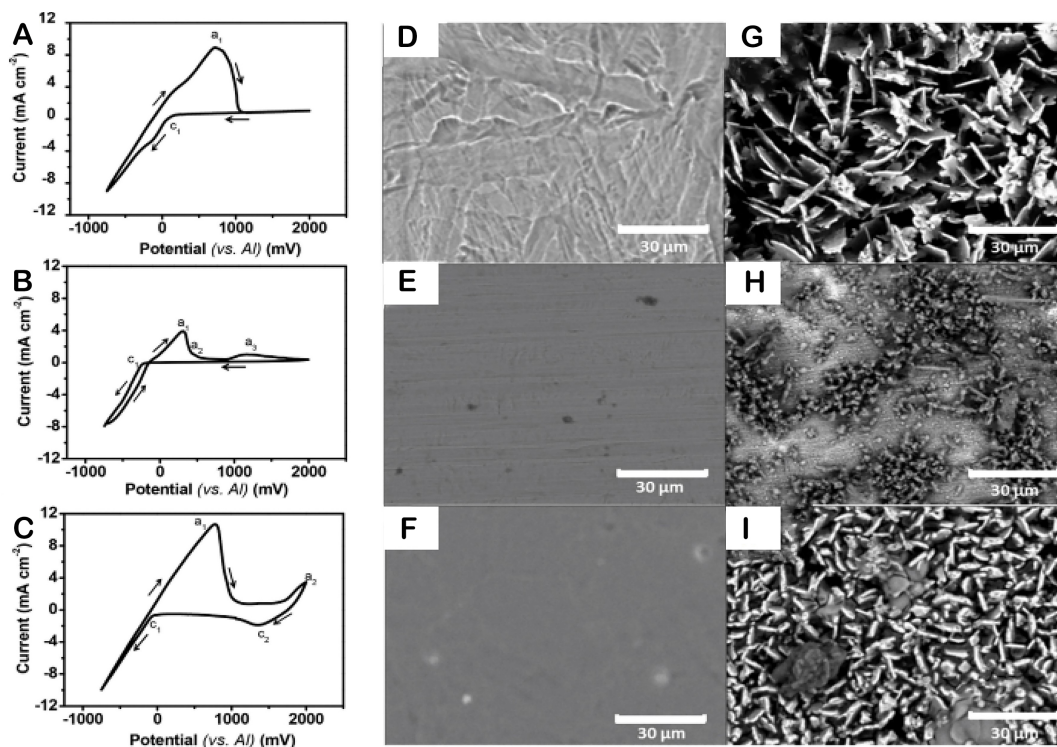 A
12
8
4
0
-4
-8
-12
Current (mA cm⁻²)
a₁
c₁
-1000 0 1000 2000
Potential (vs. Al) (mV)
B
12
8
4
0
-4
-8
-12
Current (mA cm⁻²)
a₁
a₂
a₃
c₁
-1000 0 1000 2000
Potential (vs. Al) (mV)
C
12
8
4
0
-4
-8
-12
Current (mA cm⁻²)
a₁
a₂
c₁
c₂
-1000 0 1000 2000
Potential (vs. Al) (mV)
D
30 µm
E
30 µm
F
30 µm
G
30 µm
H
30 µm
I
30 µm